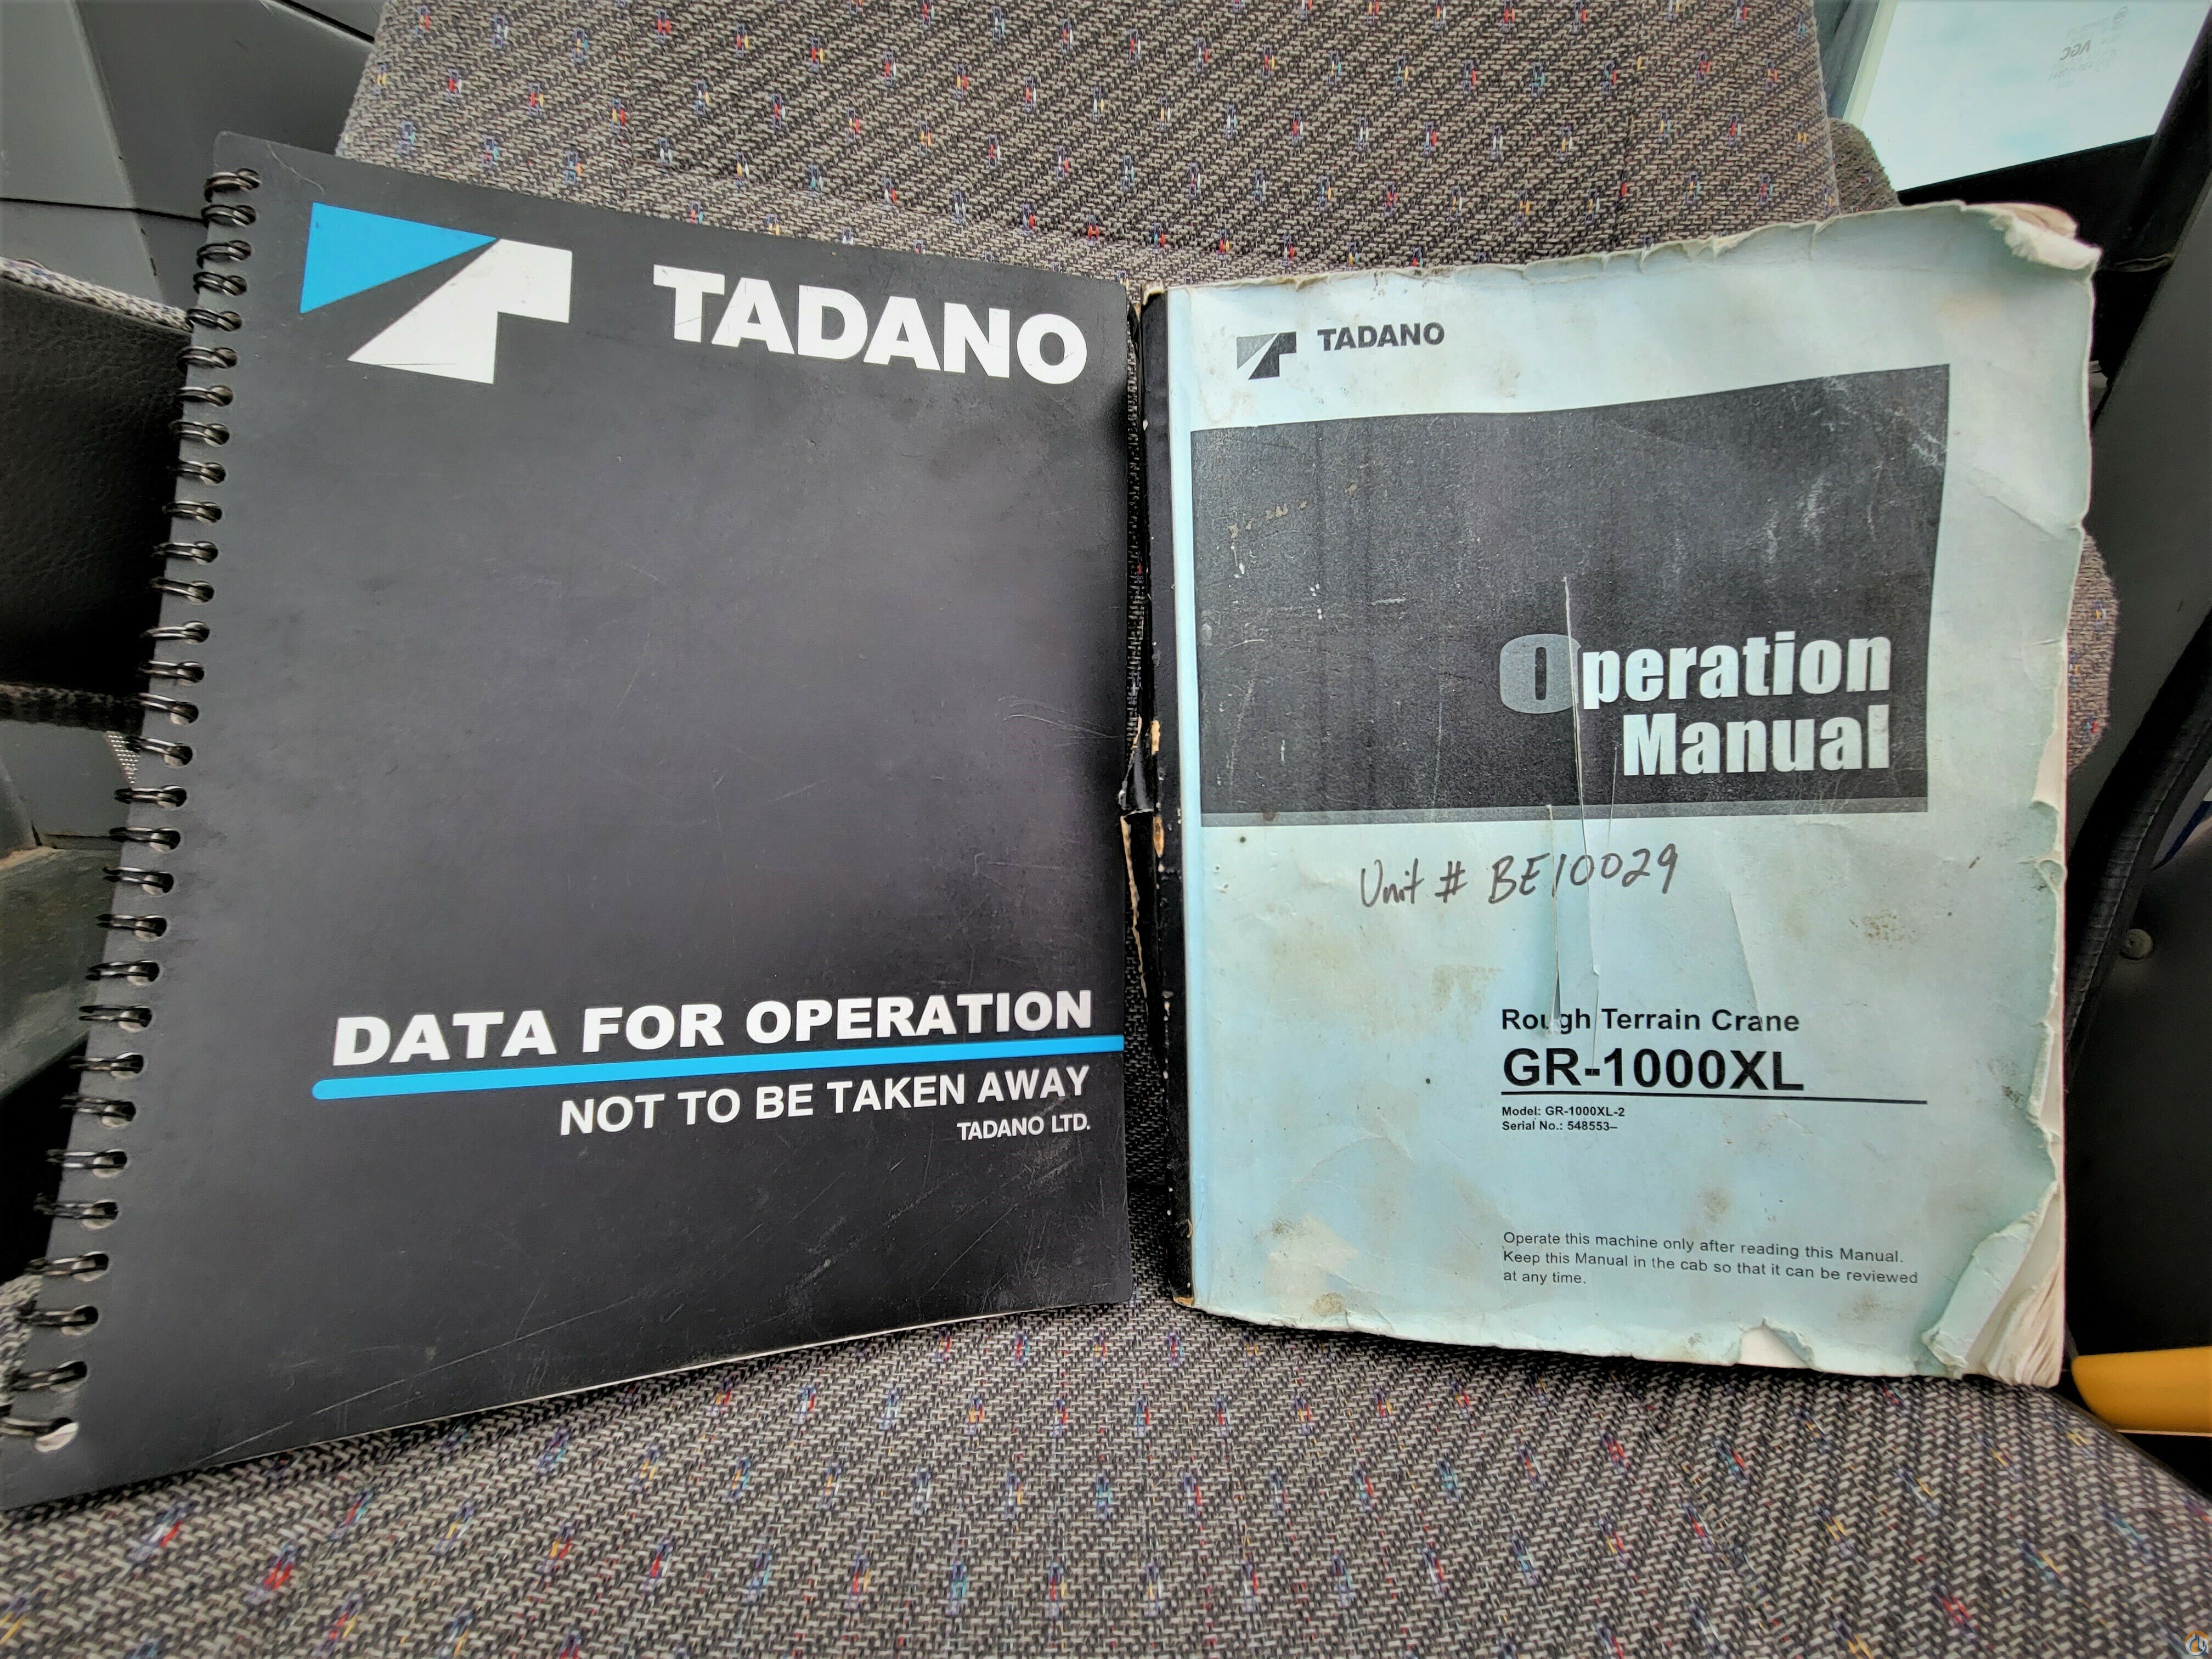 TADANO
DATA FOR OPERATION
NOT TO BE TAKEN AWAY
TADANO LTD.
TADANO
Operation
Manual
Unit # BE10029
Rough Terrain Crane
GR-1000XL
Model: GR-1000XL-2
Serial No.: 548553–
Operate this machine only after reading this Manual.
Keep this Manual in the cab so that it can be reviewed
at any time.
AGC